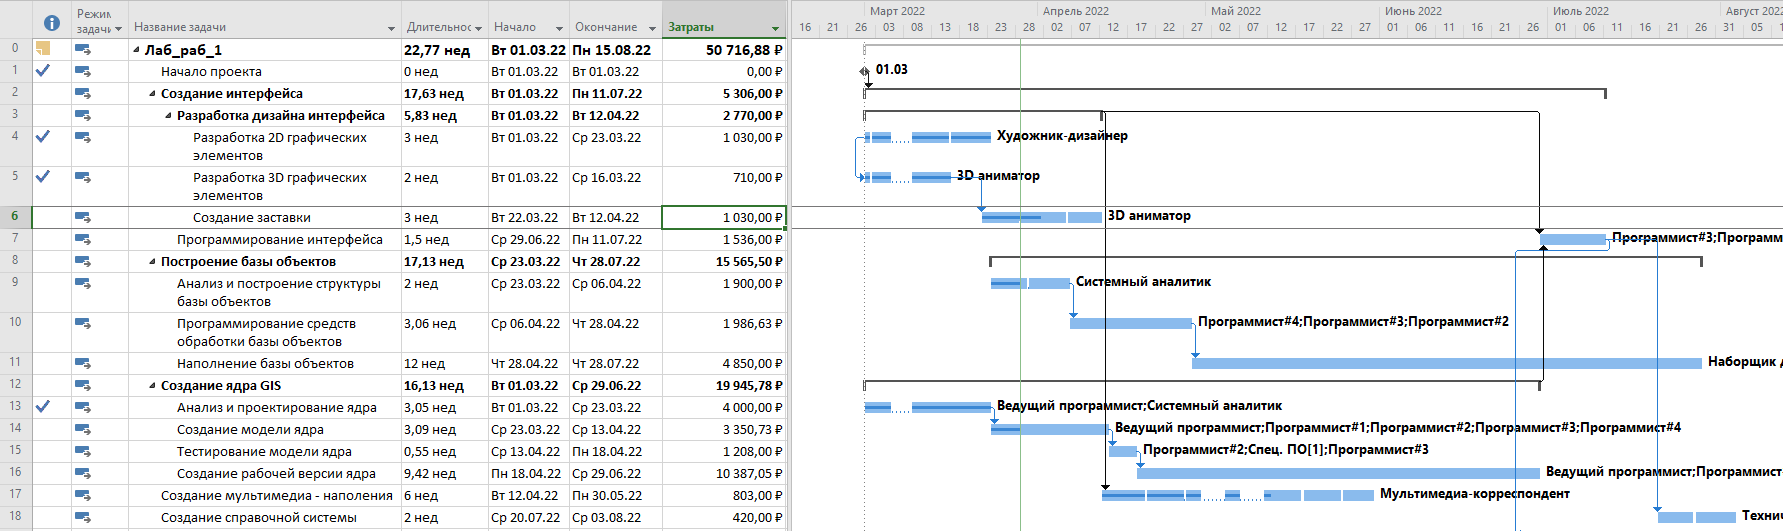 Режим задачи Название задачи Длительнос Начало Окончание Затраты
Март 2022 Апрель 2022 Май 2022 Июнь 2022 Июль 2022 Август 202
16 21 26 03 08 13 18 23 28 02 07 12 17 22 27 02 07 12 17 22 27 01 06 11 16 21 26 01 06 11 16 21 26 31 05 10
0 Лаб_раб_1 22,77 нед Вт 01.03.22 Пн 15.08.22 50 716,88 ₽
1 Начало проекта 0 нед Вт 01.03.22 Вт 01.03.22 0,00 ₽ 01.03
2 Создание интерфейса 17,63 нед Вт 01.03.22 Пн 11.07.22 5 306,00 ₽
3 Разработка дизайна интерфейса 5,83 нед Вт 01.03.22 Вт 12.04.22 2 770,00 ₽
4 Разработка 2D графических 3 нед Вт 01.03.22 Ср 23.03.22 1 030,00 ₽ Художник-дизайнер
элементов
5 Разработка 3D графических 2 нед Вт 01.03.22 Ср 16.03.22 710,00 ₽ 3D аниматор
элементов
6 Создание заставки 3 нед Вт 22.03.22 Вт 12.04.22 1 030,00 ₽ 3D аниматор
7 Программирование интерфейса 1,5 нед Ср 29.06.22 Пн 11.07.22 1 536,00 ₽ Программист#3;Программ
8 Построение базы объектов 17,13 нед Ср 23.03.22 Чт 28.07.22 15 565,50 ₽
9 Анализ и построение структуры 2 нед Ср 23.03.22 Ср 06.04.22 1 900,00 ₽ Системный аналитик
базы объектов
10 Программирование средств 3,06 нед Ср 06.04.22 Чт 28.04.22 1 986,63 ₽ Программист#4;Программист#3;Программист#2
обработки базы объектов
11 Наполнение базы объектов 12 нед Чт 28.04.22 Чт 28.07.22 4 850,00 ₽ Наборщик д
12 Создание ядра GIS 16,13 нед Вт 01.03.22 Ср 29.06.22 19 945,78 ₽
13 Анализ и проектирование ядра 3,05 нед Вт 01.03.22 Ср 23.03.22 4 000,00 ₽ Ведущий программист;Системный аналитик
14 Создание модели ядра 3,09 нед Ср 23.03.22 Ср 13.04.22 3 350,73 ₽ Ведущий программист;Программист#1;Программист#2;Программист#3;Программист#4
15 Тестирование модели ядра 0,55 нед Ср 13.04.22 Пн 18.04.22 1 208,00 ₽ Программист#2;Спец. ПО[1];Программист#3
16 Создание рабочей версии ядра 9,42 нед Пн 18.04.22 Ср 29.06.22 10 387,05 ₽ Ведущий программист;Программист
17 Создание мультимедиа - наполения 6 нед Вт 12.04.22 Пн 30.05.22 803,00 ₽ Мультимедиа-корреспондент
18 Создание справочной системы 2 нед Ср 20.07.22 Ср 03.08.22 420,00 ₽ Технич